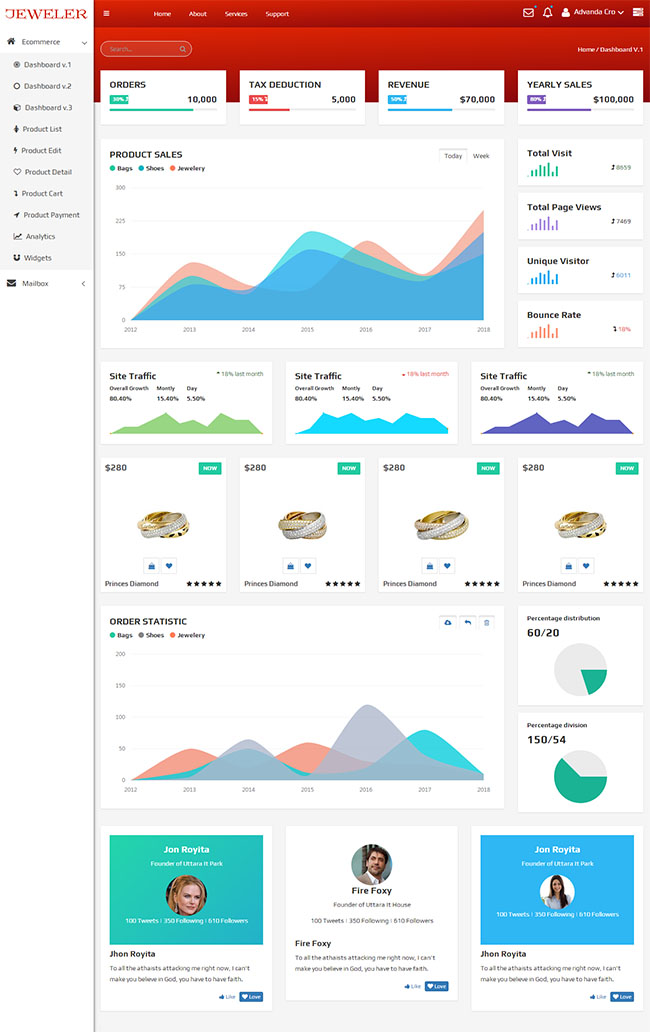 JEWELER
Home About Services Support
Advanda Cro
Ecommerce
Dashboard v.1
Dashboard v.2
Dashboard v.3
Product List
Product Edit
Product Detail
Product Cart
Product Payment
Analytics
Widgets
Mailbox
Search...
Home / Dashboard V.1
ORDERS
30%
10,000
TAX DEDUCTION
15%
5,000
REVENUE
50%
$70,000
YEARLY SALES
80%
$100,000
PRODUCT SALES
Today Week
Bags Shoes Jewelery
300
225
150
75
0
2012 2013 2014 2015 2016 2017 2018
Total Visit
8659
Total Page Views
7469
Unique Visitor
6011
Bounce Rate
18%
Site Traffic
18% last month
Overall Growth Montly Day
80.40% 15.40% 5.50%
Site Traffic
18% last month
Overall Growth Montly Day
80.40% 15.40% 5.50%
Site Traffic
18% last month
Overall Growth Montly Day
80.40% 15.40% 5.50%
$280 NOW
Princes Diamond
$280 NOW
Princes Diamond
$280 NOW
Princes Diamond
$280 NOW
Princes Diamond
ORDER STATISTIC
Bags Shoes Jewelery
200
150
100
50
0
2012 2013 2014 2015 2016 2017 2018
Percentage distribution
60/20
Percentage division
150/54
Jon Royita
Founder of Uttara It Park
100 Tweets | 350 Following | 610 Followers
Jhon Royita
To all the athaists attacking me right now, I can't
make you believe in God, you have to have faith.
Like Love
Fire Foxy
Founder of Uttara It House
100 Tweets | 350 Following | 610 Followers
Fire Foxy
To all the athaists attacking me right now, I can't
make you believe in God, you have to have faith.
Like Love
Jon Royita
Founder of Uttara It Park
100 Tweets | 350 Following | 610 Followers
Jhon Royita
To all the athaists attacking me right now, I can't
make you believe in God, you have to have faith.
Like Love